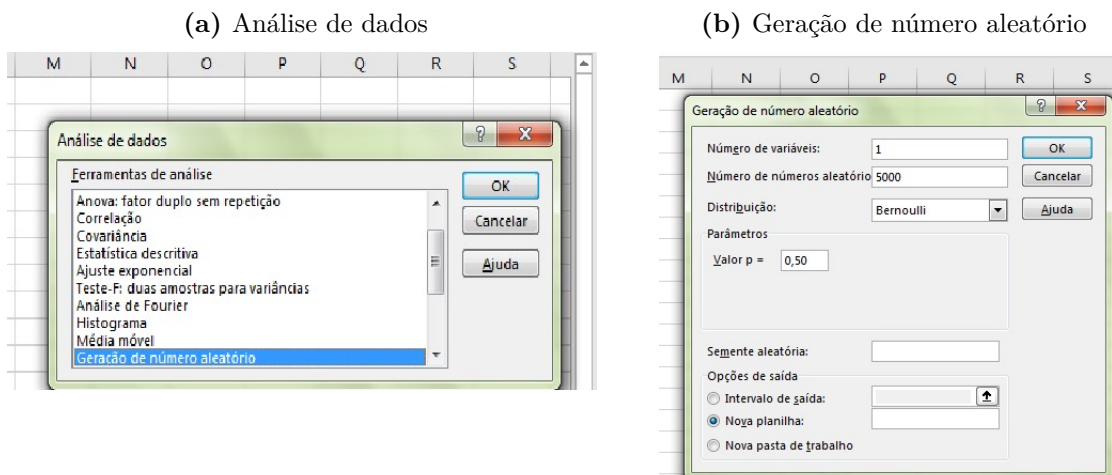 (a) Análise de dados
M N O P Q R S
Análise de dados
Ferramentas de análise
Anova: fator duplo sem repetição
Correlação
Covariância
Estatística descritiva
Ajuste exponencial
Teste-F: duas amostras para variâncias
Análise de Fourier
Histograma
Média móvel
Geração de número aleatório
OK
Cancelar
Ajuda
(b) Geração de número aleatório
M N O P Q R S
Geração de número aleatório
Número de variáveis: 1
Número de números aleatório 5000
Distribuição: Bernoulli
Parâmetros
Valor p = 0,50
Semente aleatória:
Opções de saída
Intervalo de saída:
Nova planilha:
Nova pasta de trabalho
OK
Cancelar
Ajuda